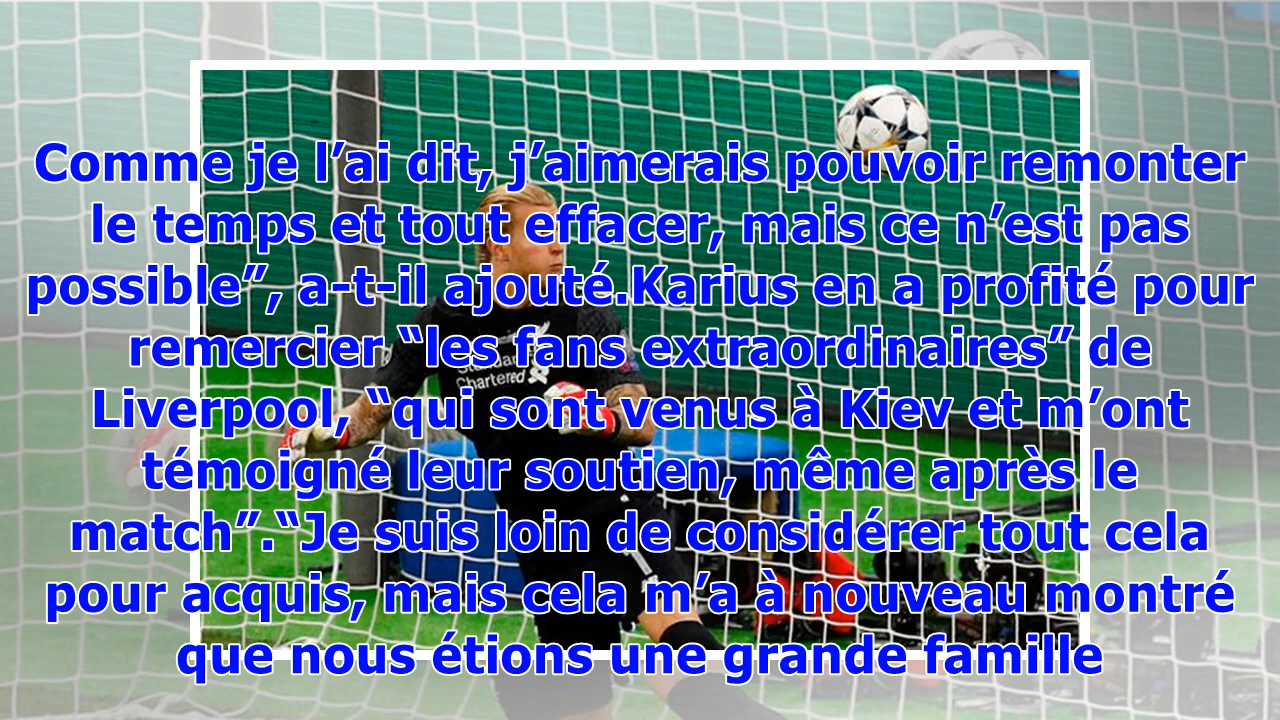 Comme je l’ai dit, j’aimerais pouvoir remonter
le temps et tout effacer, mais ce n’est pas
possible”, a-t-il ajouté.Karius en a profité pour
remercier “les fans extraordinaires” de
Liverpool, “qui sont venus à Kiev et m’ont
témoigné leur soutien, même après le
match”.“Je suis loin de considérer tout cela
pour acquis, mais cela m’a à nouveau montré
que nous étions une grande famille
Standard
Chartered